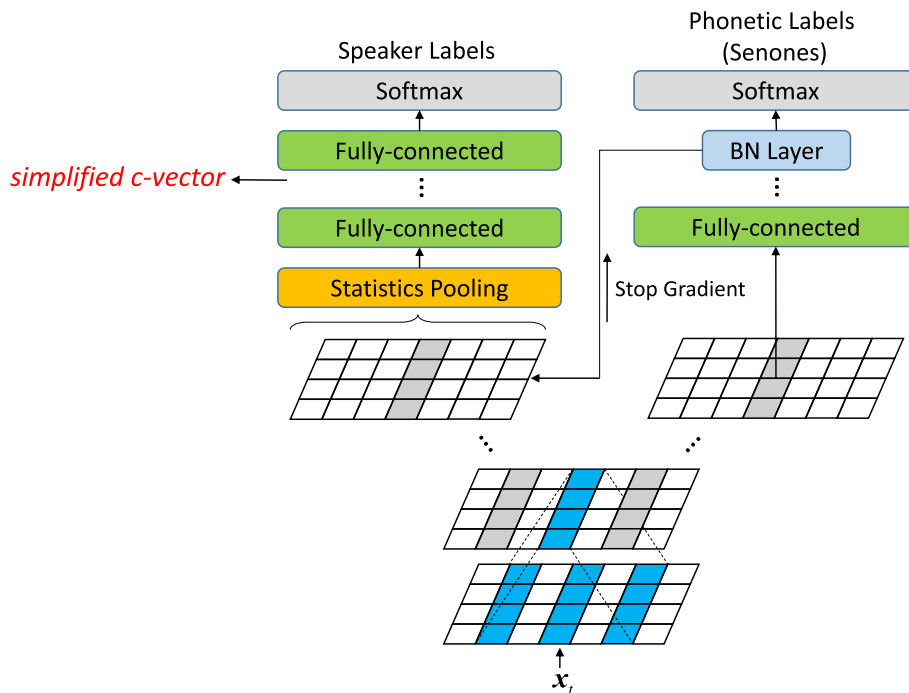 Speaker Labels
Softmax
Fully-connected
simplified c-vector
Fully-connected
Statistics Pooling
Phonetic Labels
(Senones)
Softmax
BN Layer
Fully-connected
Stop Gradient
x_t